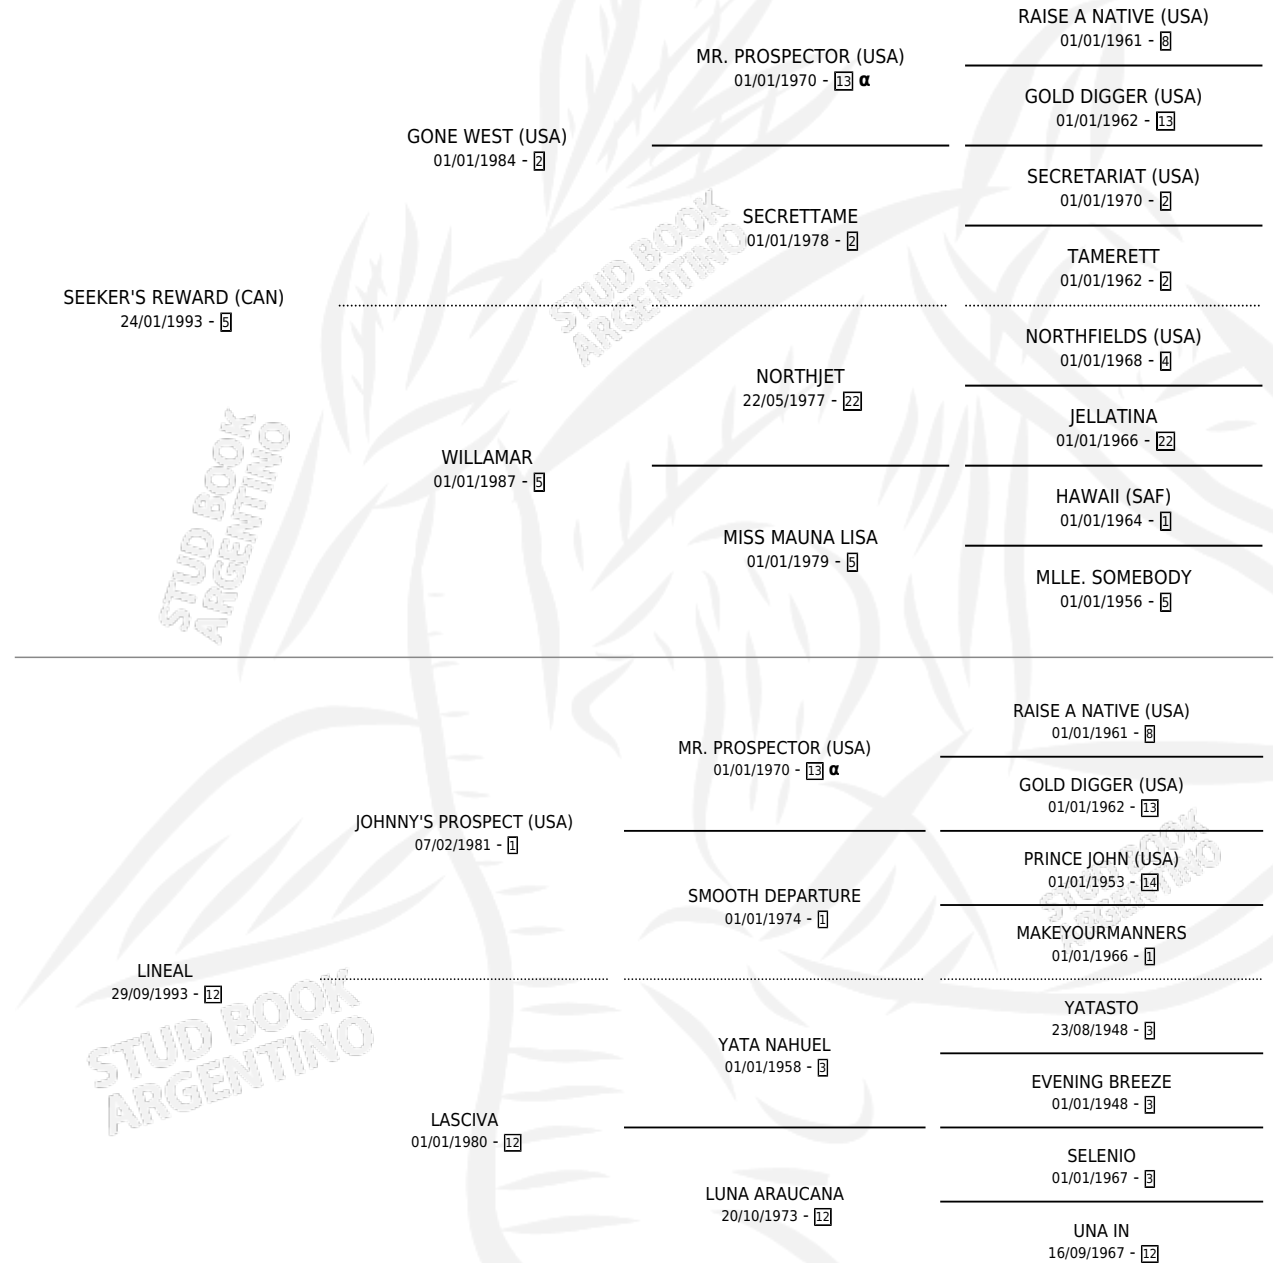 RAISE A NATIVE (USA)
01/01/1961 - 8
MR. PROSPECTOR (USA)
01/01/1970 - 13 α
GOLD DIGGER (USA)
01/01/1962 - 13
GONE WEST (USA)
01/01/1984 - 2
SECRETARIAT (USA)
01/01/1970 - 2
SECRETTAME
01/01/1978 - 2
TAMERETT
01/01/1962 - 2
SEEKER'S REWARD (CAN)
24/01/1993 - 5
NORTHFIELDS (USA)
01/01/1968 - 4
NORTHJET
22/05/1977 - 22
JELLATINA
01/01/1966 - 22
WILLAMAR
01/01/1987 - 5
HAWAII (SAF)
01/01/1964 - 1
MISS MAUNA LISA
01/01/1979 - 5
MLLE. SOMEBODY
01/01/1956 - 5
STUD BOOK
ARGENTINO
STUD BOOK
ARGENTINO
RAISE A NATIVE (USA)
01/01/1961 - 8
MR. PROSPECTOR (USA)
01/01/1970 - 13 α
GOLD DIGGER (USA)
01/01/1962 - 13
JOHNNY'S PROSPECT (USA)
07/02/1981 - 1
PRINCE JOHN (USA)
01/01/1953 - 14
SMOOTH DEPARTURE
01/01/1974 - 1
MAKEYOURMANNERS
01/01/1966 - 1
LINEAL
29/09/1993 - 12
YATASTO
23/08/1948 - 3
YATA NAHUEL
01/01/1958 - 3
EVENING BREEZE
01/01/1948 - 3
LASCIVA
01/01/1980 - 12
SELENIO
01/01/1967 - 3
LUNA ARAUCANA
20/10/1973 - 12
UNA IN
16/09/1967 - 12
STUD BOOK
ARGENTINO
STUD BOOK
ARGENTINO